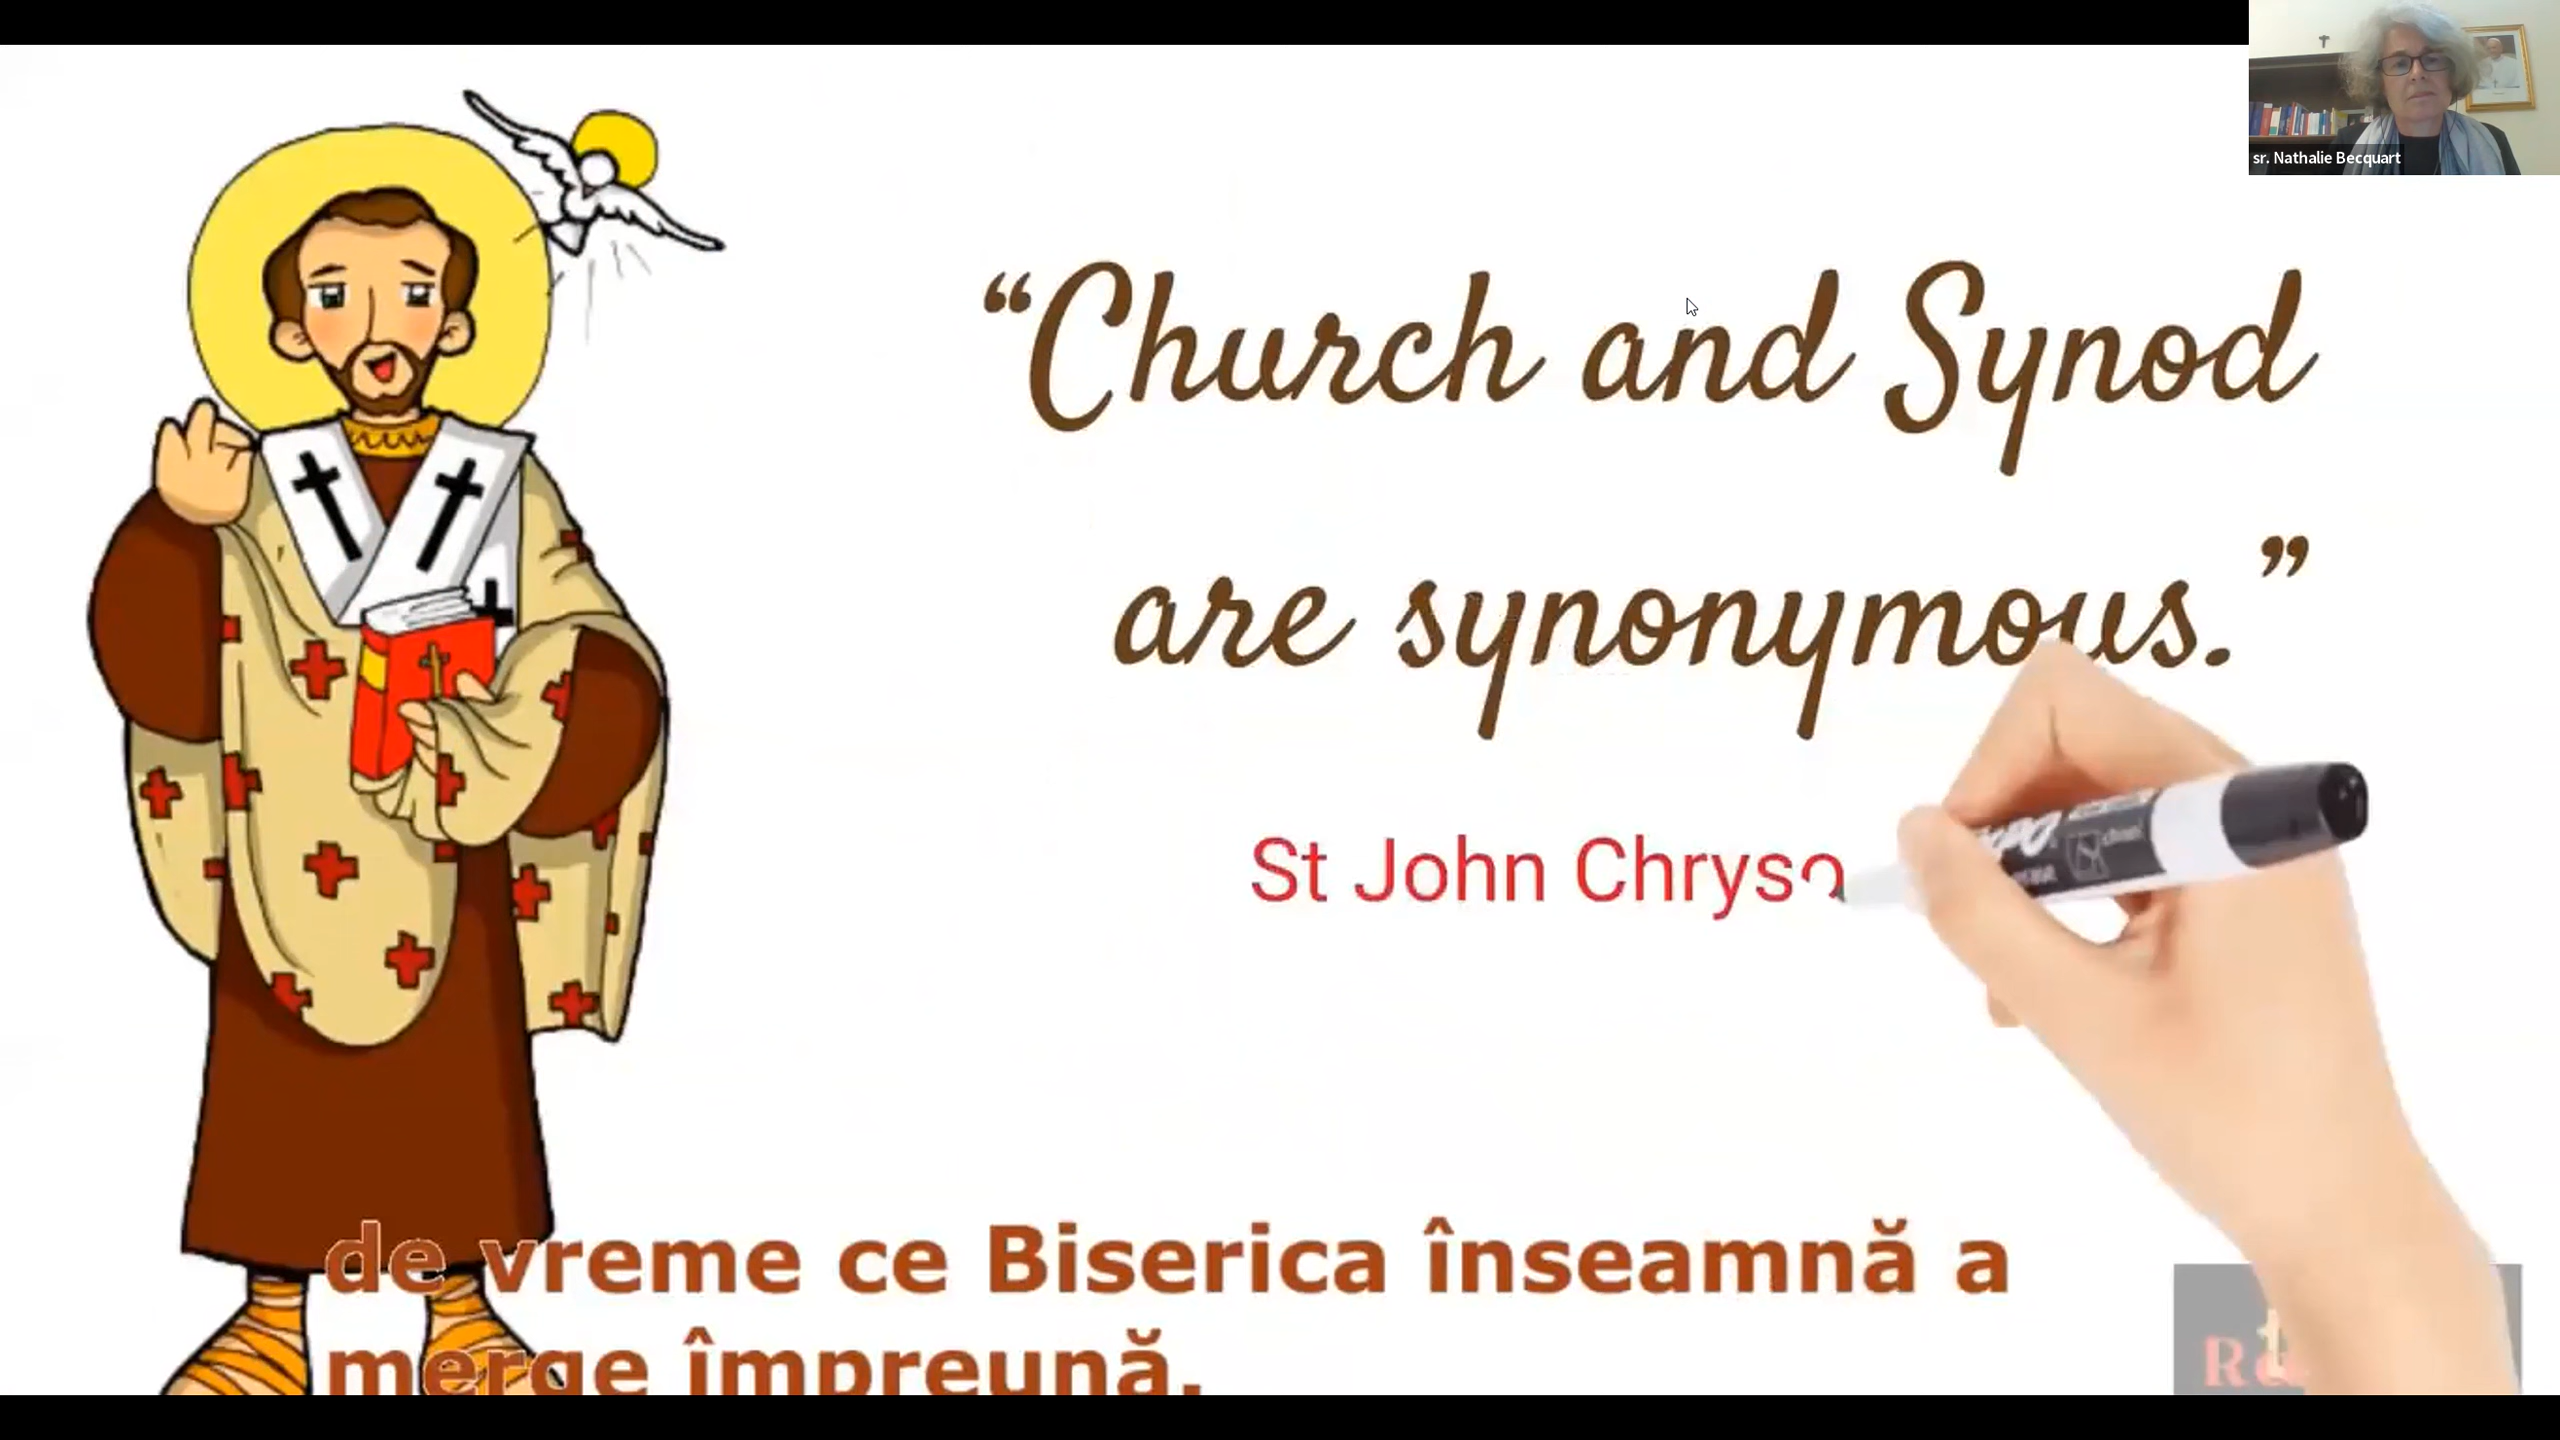 sr. Nathalie Becquart
“Church and Synod
are synonymous.”
St John Chryso
de vreme ce Biserica înseamnă a
merge împreună.